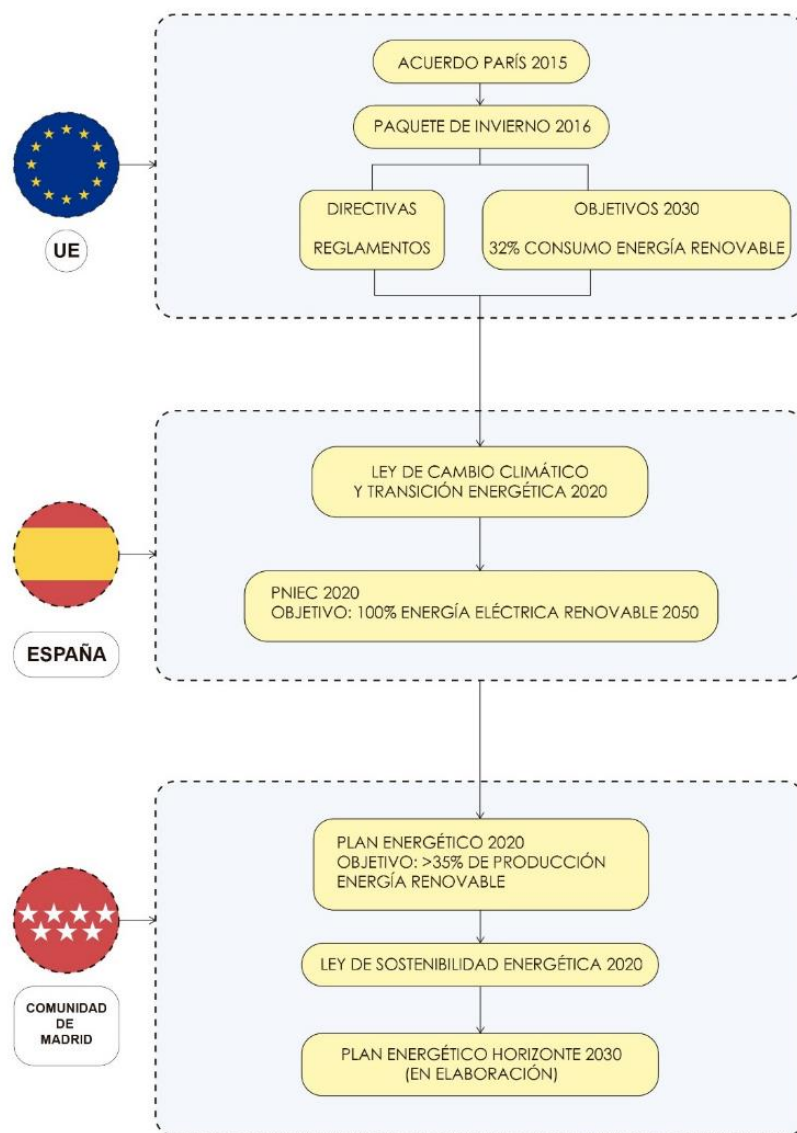 ACUERDO PARÍS 2015
PAQUETE DE INVIERNO 2016
DIRECTIVAS
REGLAMENTOS
OBJETIVOS 2030
32% CONSUMO ENERGÍA RENOVABLE
UE
LEY DE CAMBIO CLIMÁTICO
Y TRANSICIÓN ENERGÉTICA 2020
PNIEC 2020
OBJETIVO: 100% ENERGÍA ELÉCTRICA RENOVABLE 2050
ESPAÑA
PLAN ENERGÉTICO 2020
OBJETIVO: >35% DE PRODUCCIÓN
ENERGÍA RENOVABLE
LEY DE SOSTENIBILIDAD ENERGÉTICA 2020
PLAN ENERGÉTICO HORIZONTE 2030
(EN ELABORACIÓN)
COMUNIDAD
DE
MADRID